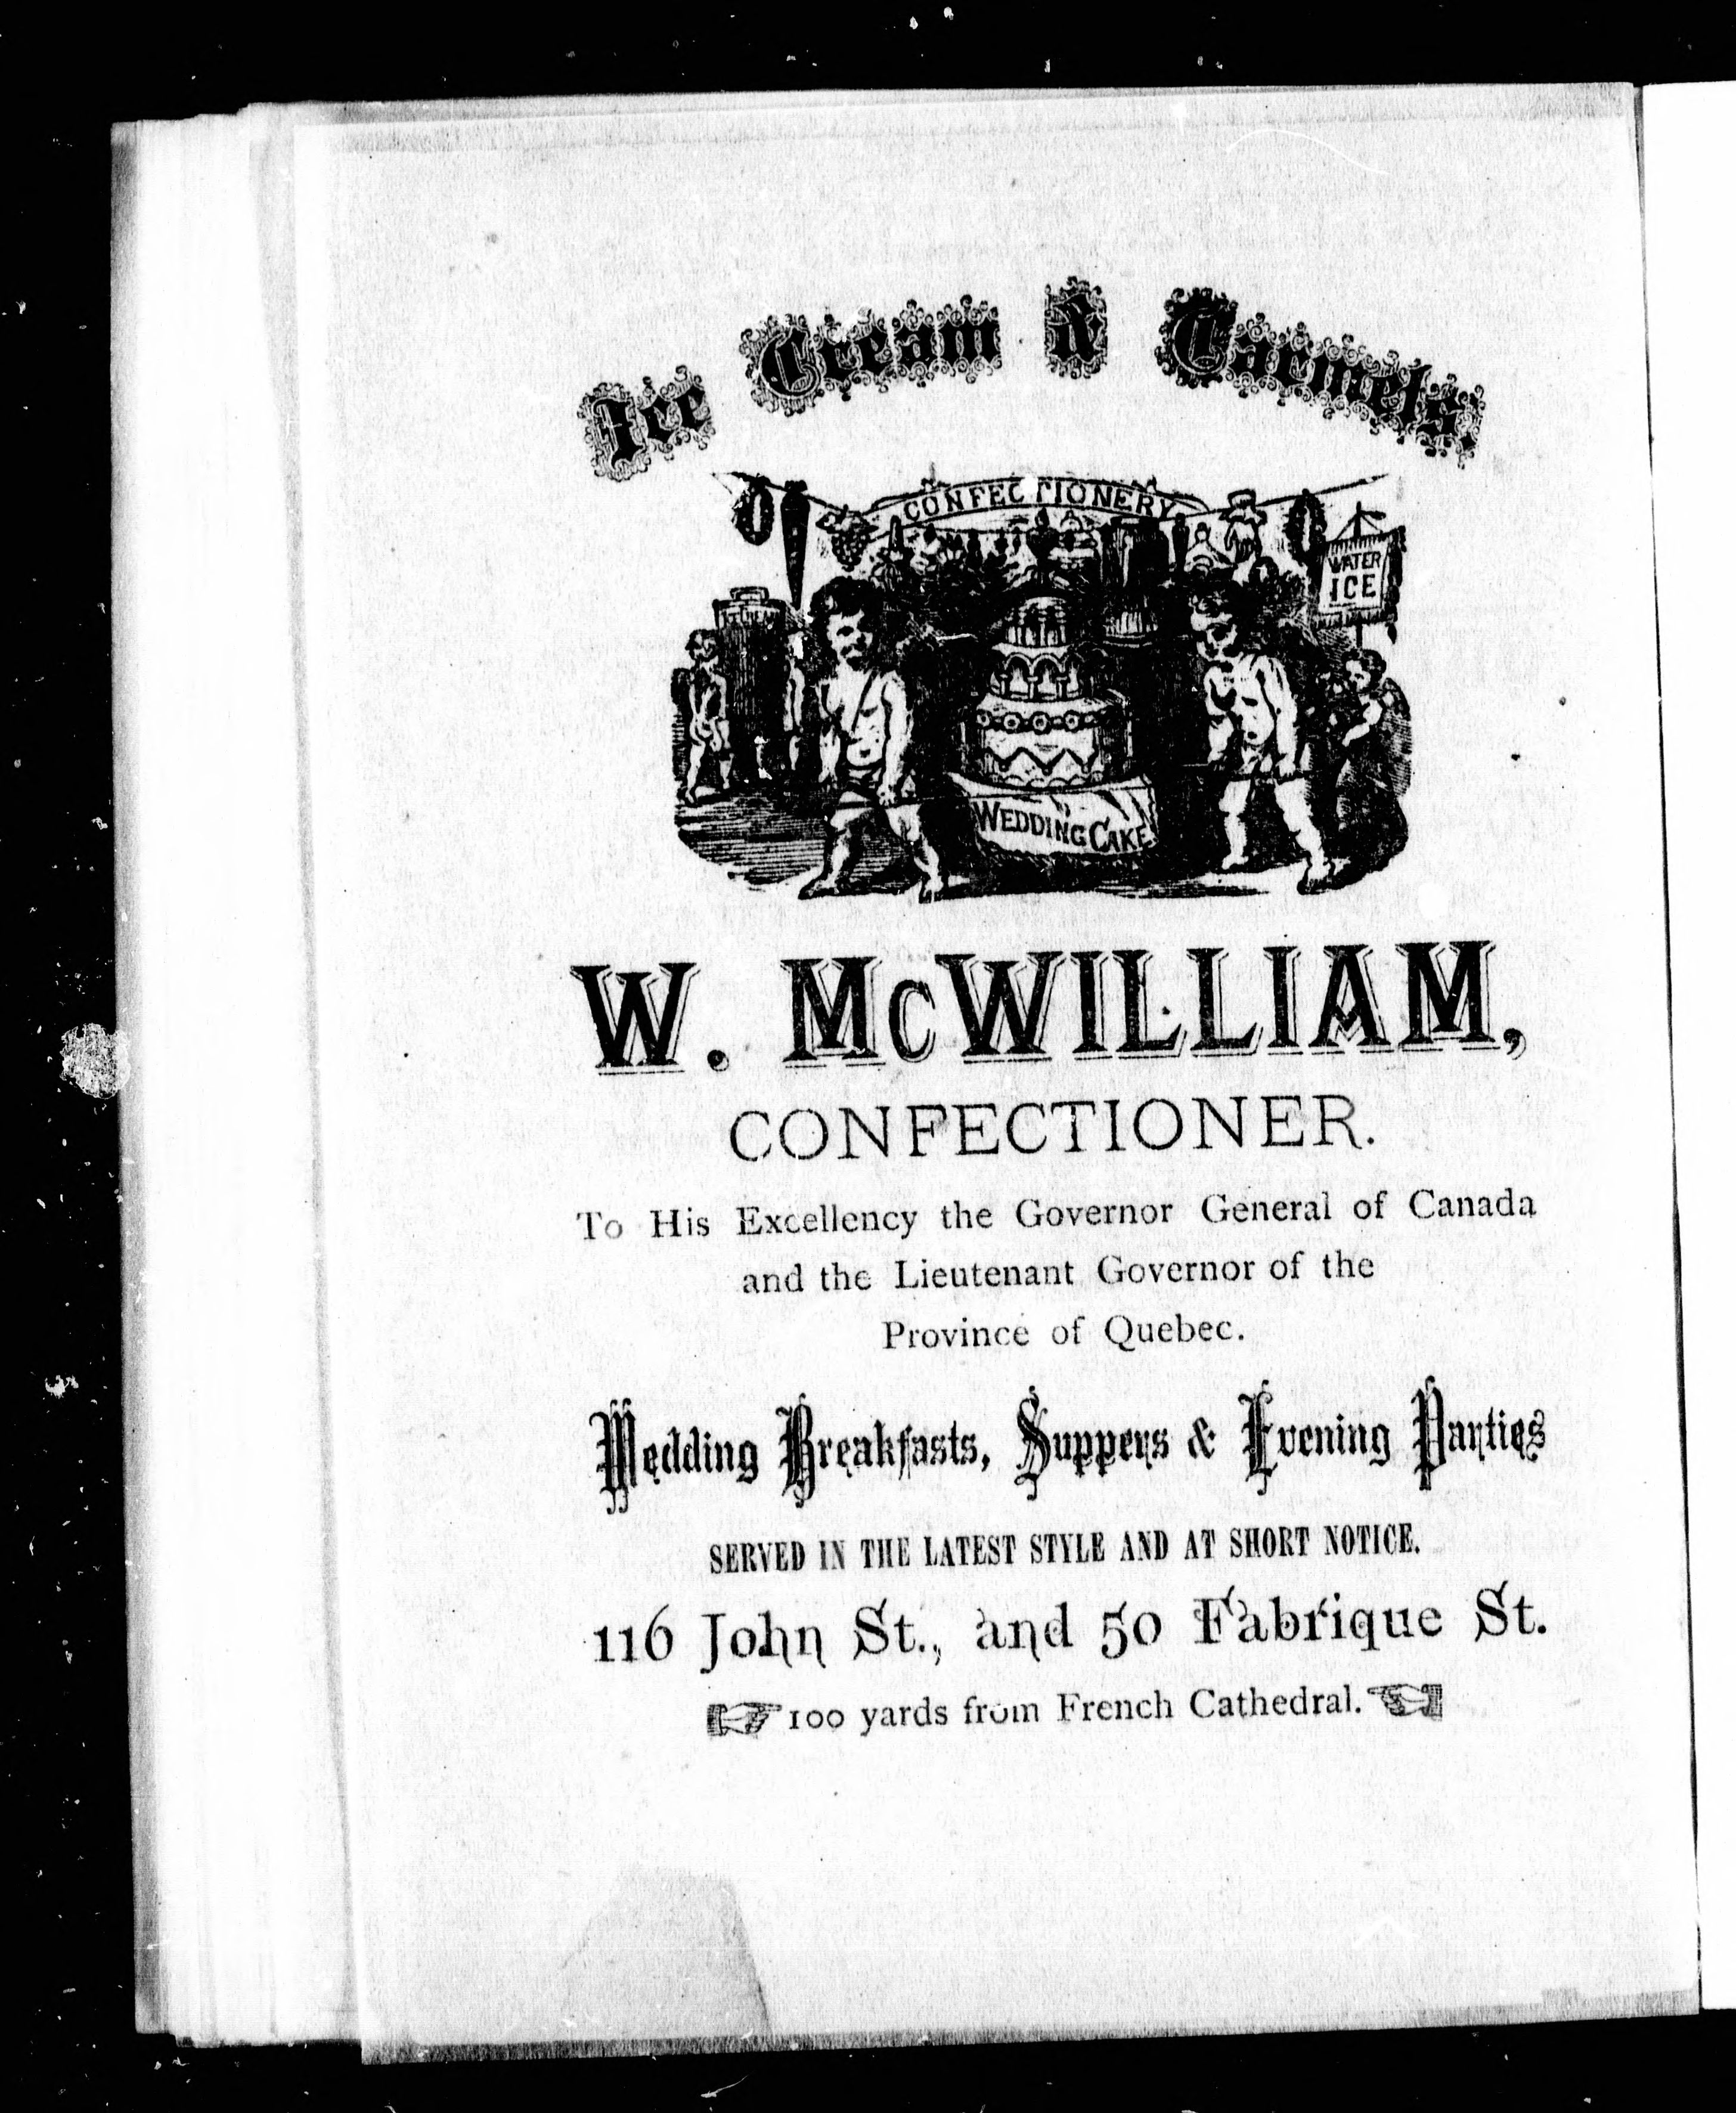 Ice Cream & Carmels.
CONFECTIONERY
WATER
ICE
WEDDING CAKE
W. McWILLIAM,
CONFECTIONER.
To His Excellency the Governor General of Canada
and the Lieutenant Governor of the
Province of Quebec.
Wedding Breakfasts, Suppers & Evening Parties
SERVED IN THE LATEST STYLE AND AT SHORT NOTICE.
116 John St., and 50 Fabrique St.
100 yards from French Cathedral.